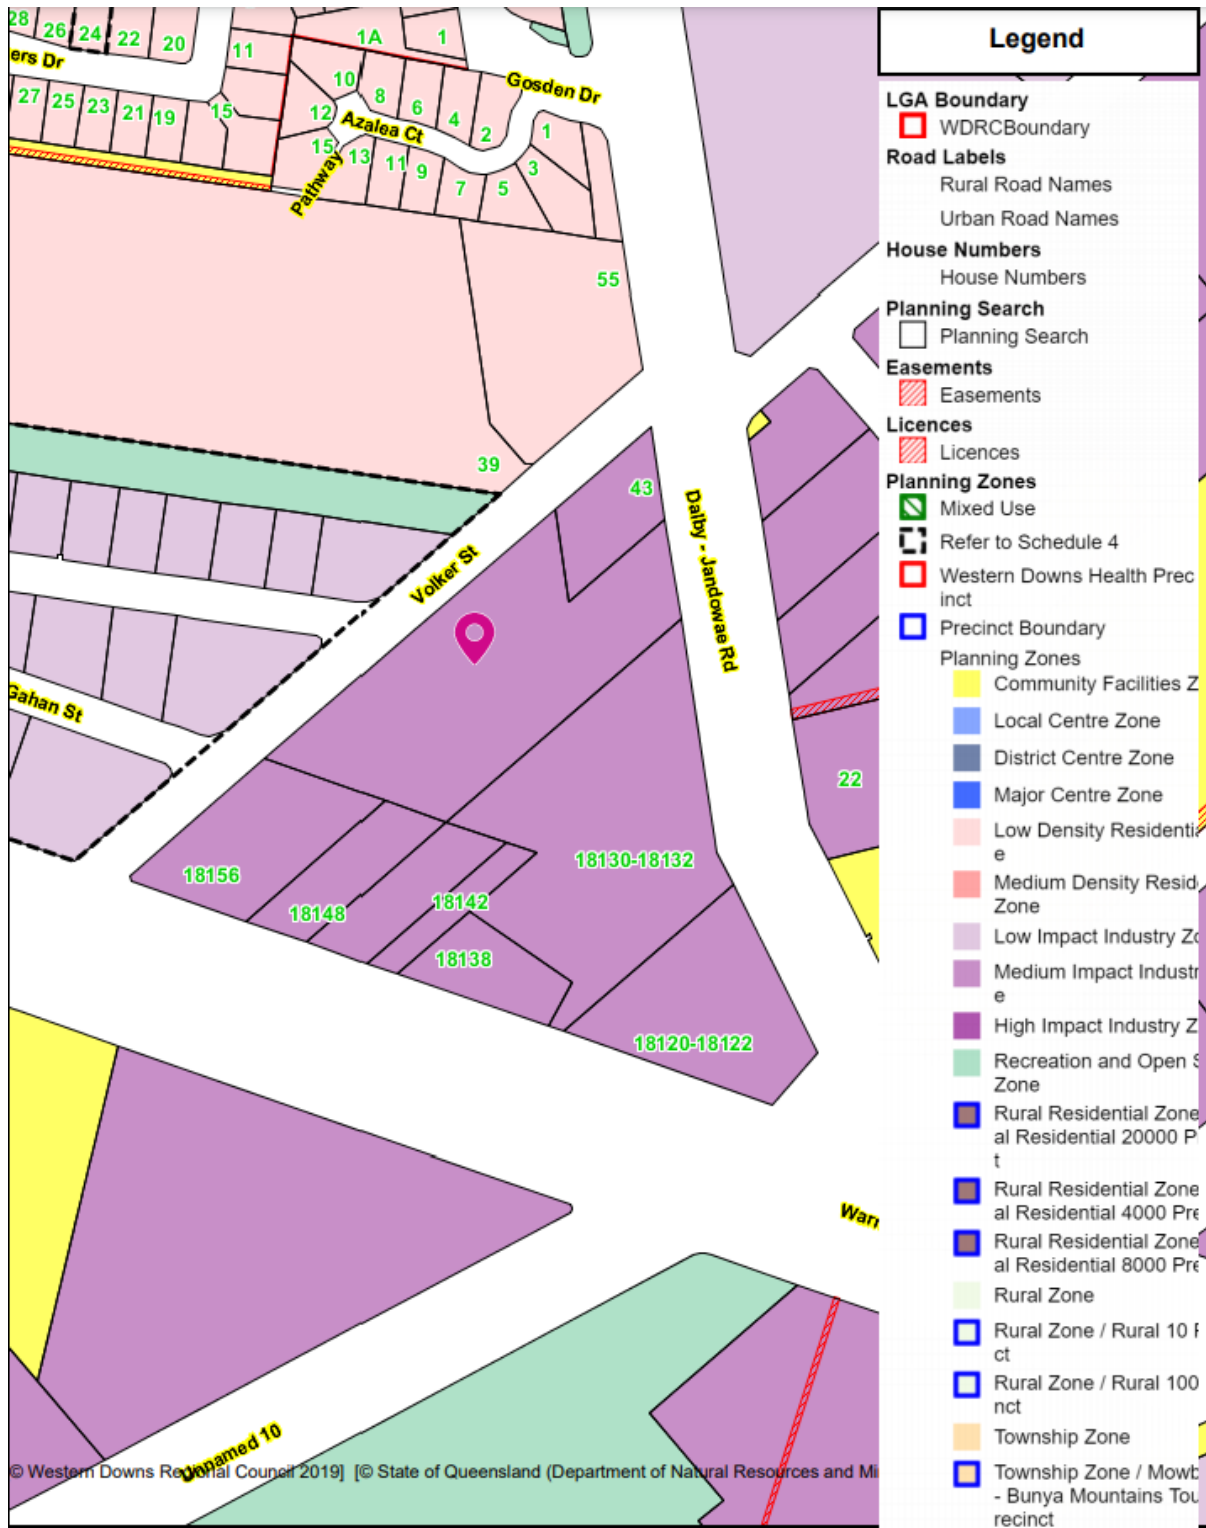 28
26
24
22
20
11
1A
1
ers Dr
Gosden Dr
27
25
23
21
19
15
10
8
6
4
2
12
Azalea Ct
1
15
13
11
9
7
5
3
Pathway
55
39
43
Volker St
Dalby - Jandowae Rd
Gahan St
22
18156
18148
18142
18138
18130-18132
18120-18122
Warr
Unnamed 10
© Western Downs Regional Council 2019] [© State of Queensland (Department of Natural Resources and Mi
Legend
LGA Boundary
WDRCBoundary
Road Labels
Rural Road Names
Urban Road Names
House Numbers
House Numbers
Planning Search
Planning Search
Easements
Easements
Licences
Licences
Planning Zones
Mixed Use
Refer to Schedule 4
Western Downs Health Prec
inct
Precinct Boundary
Planning Zones
Community Facilities Z
Local Centre Zone
District Centre Zone
Major Centre Zone
Low Density Residenti
e
Medium Density Resid
Zone
Low Impact Industry Zo
Medium Impact Industr
e
High Impact Industry Z
Recreation and Open S
Zone
Rural Residential Zone
al Residential 20000 P
t
Rural Residential Zone
al Residential 4000 Pre
Rural Residential Zone
al Residential 8000 Pre
Rural Zone
Rural Zone / Rural 10 P
ct
Rural Zone / Rural 100
nct
Township Zone
Township Zone / Mowb
- Bunya Mountains Tou
recinct